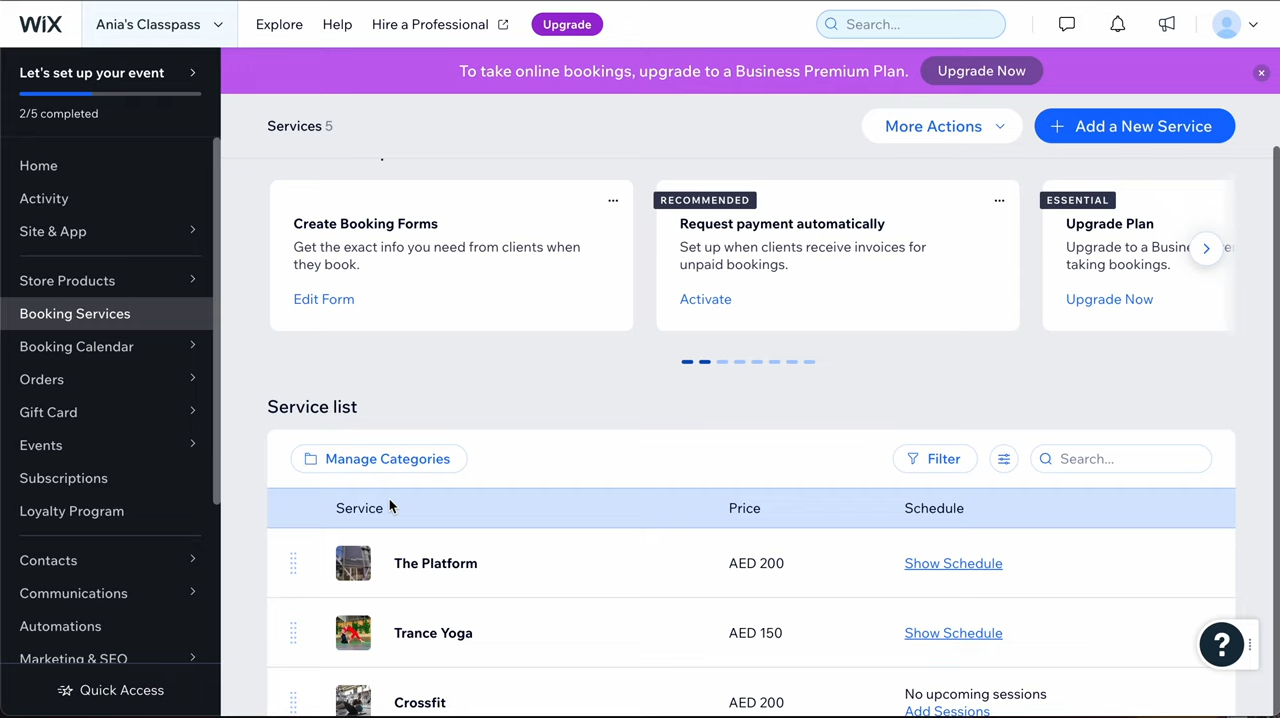 WIX
Ania's Classpass
Explore
Help
Hire a Professional
Upgrade
Search...
Let's set up your event
2/5 completed
Home
Activity
Site & App
Store Products
Booking Services
Booking Calendar
Orders
Gift Card
Events
Subscriptions
Loyalty Program
Contacts
Communications
Automations
Marketing & SEO
Quick Access
To take online bookings, upgrade to a Business Premium Plan.
Upgrade Now
Services 5
More Actions
+ Add a New Service
Create Booking Forms
Get the exact info you need from clients when
they book.
Edit Form
RECOMMENDED
Request payment automatically
Set up when clients receive invoices for
unpaid bookings.
Activate
ESSENTIAL
Upgrade Plan
Upgrade to a
taking bookings.
Upgrade Now
Service list
Manage Categories
Filter
Search...
Service Price Schedule
The Platform AED 200 Show Schedule
Trance Yoga AED 150 Show Schedule
Crossfit AED 200 No upcoming sessions
Add Sessions
?